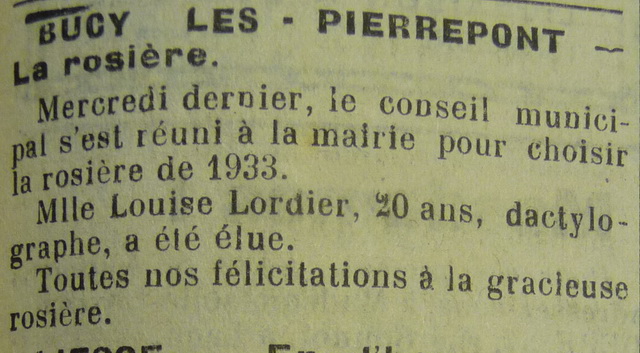 BUCY LES - PIERREPONT —
La rosière.
Mercredi dernier, le conseil munici-
pal s'est réuni à la mairie pour choisir
la rosière de 1933.
Mlle Louise Lordier, 20 ans, dactylo-
graphe, a été élue.
Toutes nos félicitations à la gracieuse
rosière.